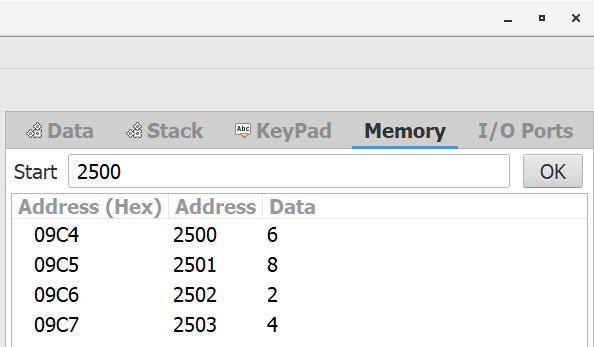 Data Stack Abc KeyPad Memory I/O Ports
Start 2500 OK
Address (Hex) Address Data
09C4 2500 6
09C5 2501 8
09C6 2502 2
09C7 2503 4